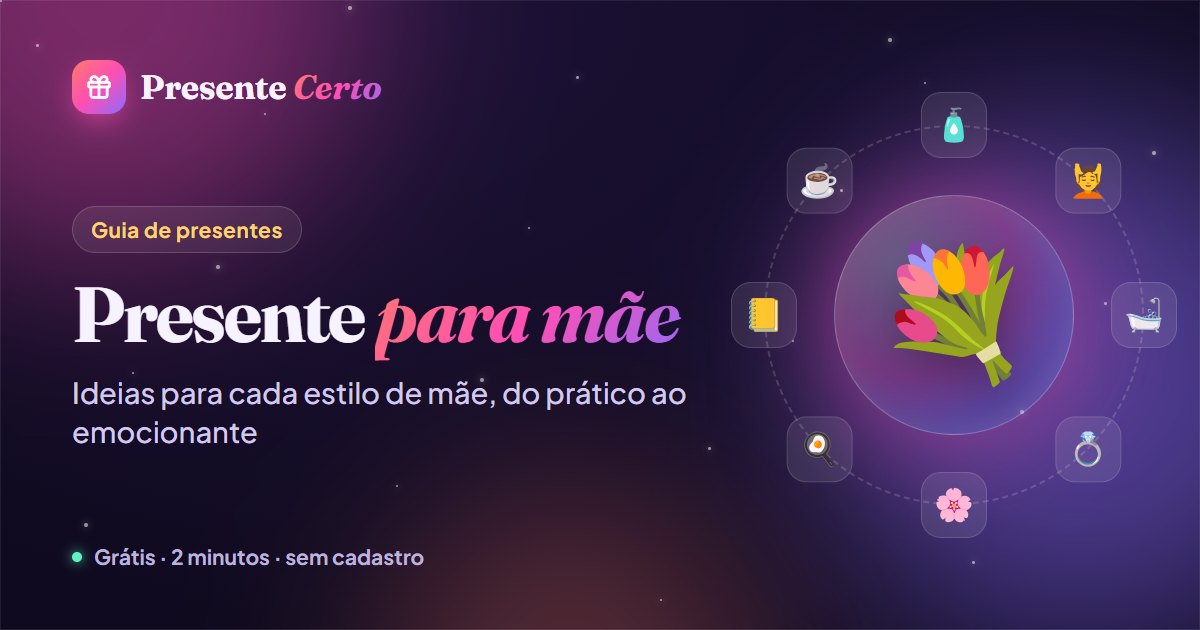 Presente Certo
Guia de presentes
Presente para mãe
Ideias para cada estilo de mãe, do prático ao
emocionante
Grátis · 2 minutos · sem cadastro